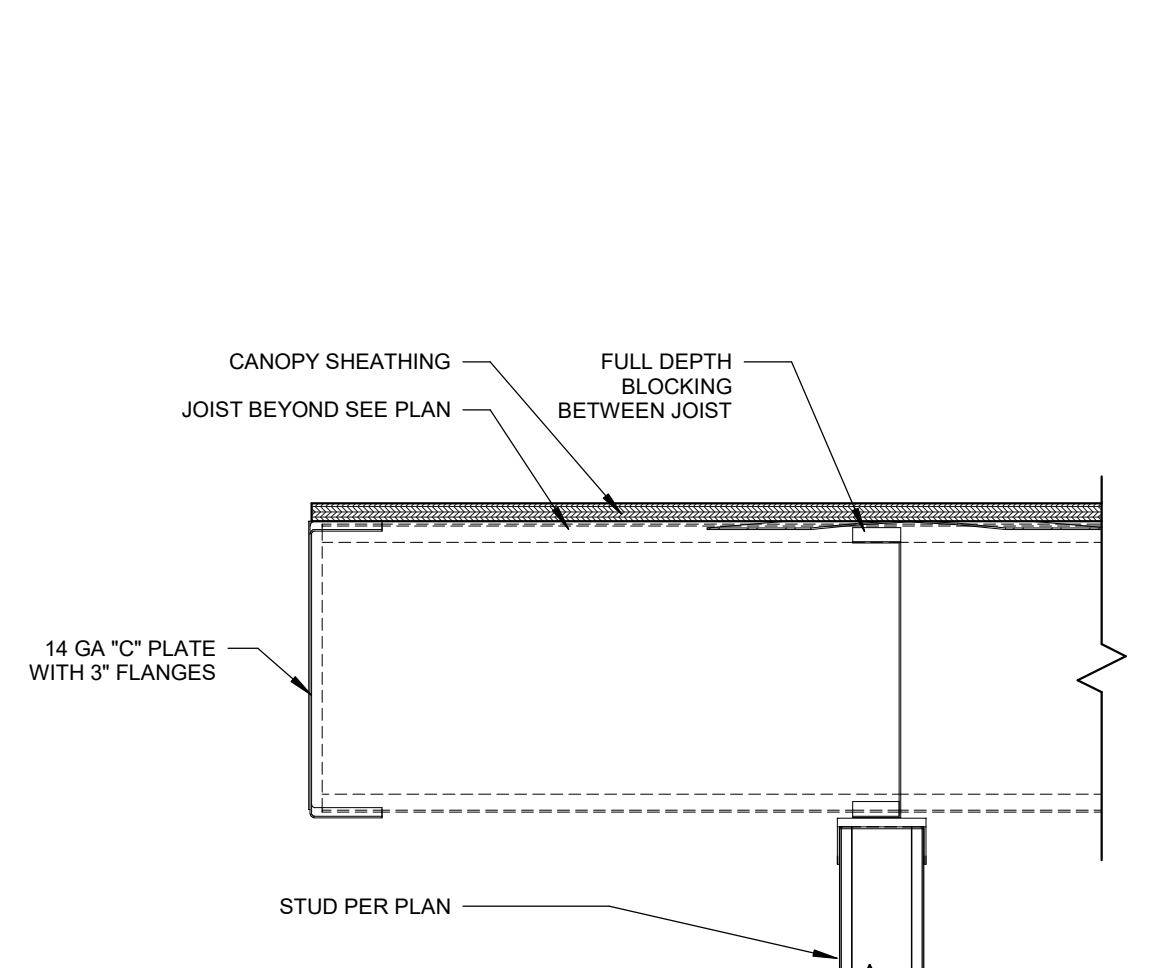 CANOPY SHEATHING
JOIST BEYOND SEE PLAN
FULL DEPTH
BLOCKING
BETWEEN JOIST
14 GA "C" PLATE
WITH 3" FLANGES
STUD PER PLAN